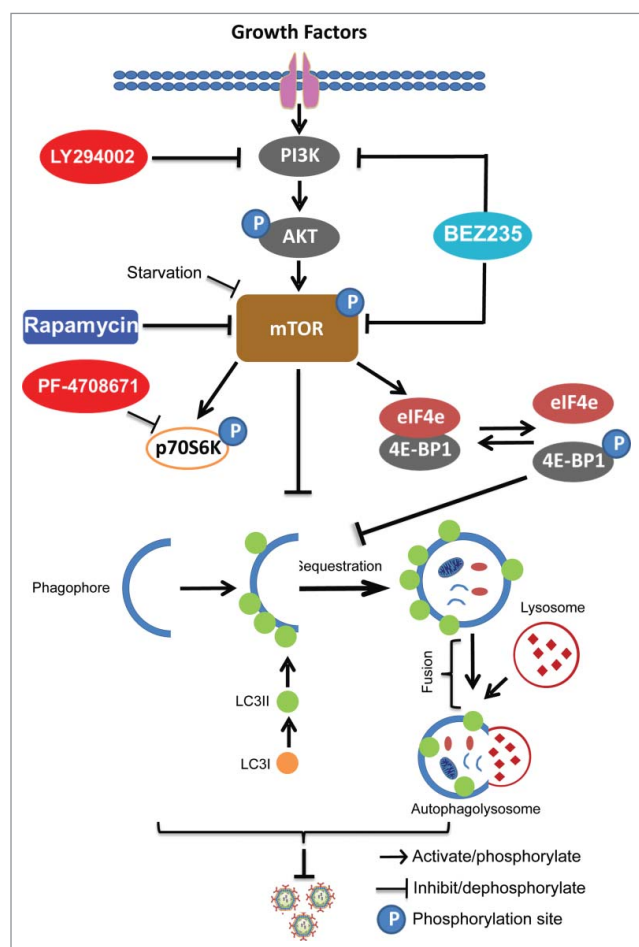 Growth Factors
LY294002
PI3K
P
AKT
BEZ235
Starvation
P
Rapamycin
mTOR
PF-4708671
p70S6K
P
eIF4e
4E-BP1
eIF4e
4E-BP1
P
Phagophore
equestration
Lysosome
Fusion
LC3II
LC3I
Autophagolysosome
Activate/phosphorylate
Inhibit/dephosphorylate
P Phosphorylation site